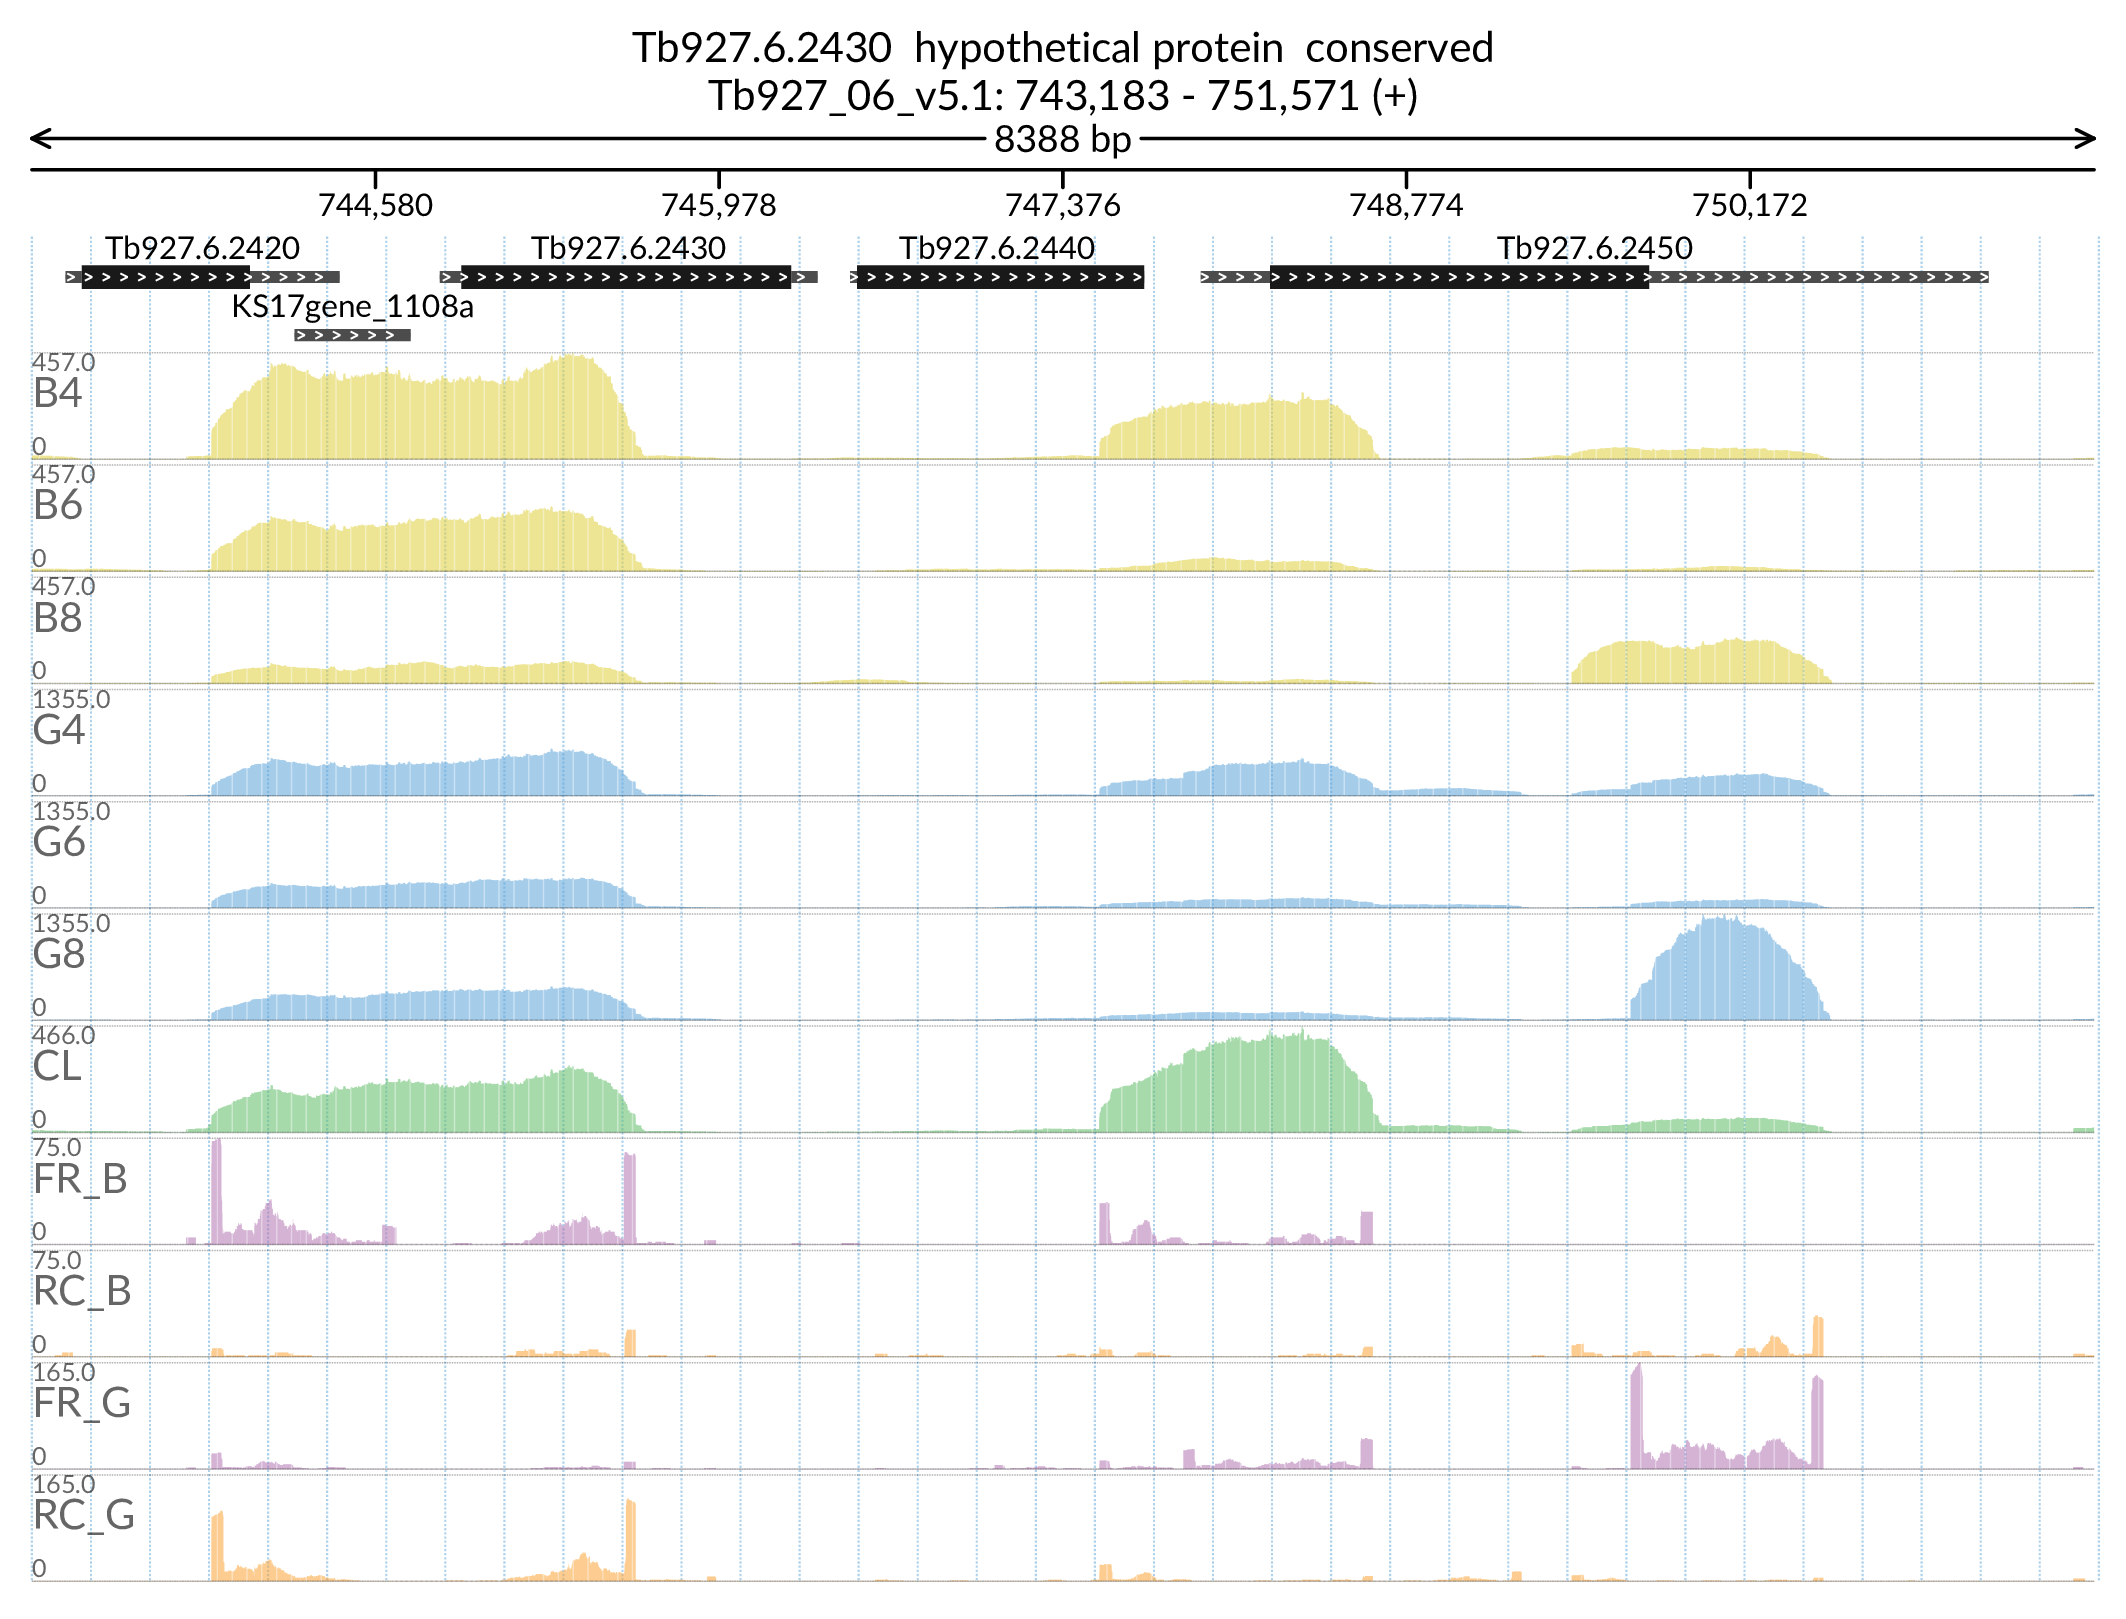 Tb927.6.2430  hypothetical protein  conserved
Tb927_06_v5.1: 743,183 - 751,571 (+)
8388 bp
744,580 745,978 747,376 748,774 750,172
Tb927.6.2420 Tb927.6.2430 Tb927.6.2440 Tb927.6.2450
KS17gene_1108a
457.0
B4
0
457.0
B6
0
457.0
B8
0
1355.0
G4
0
1355.0
G6
0
1355.0
G8
0
466.0
CL
0
75.0
FR_B
0
75.0
RC_B
0
165.0
FR_G
0
165.0
RC_G
0